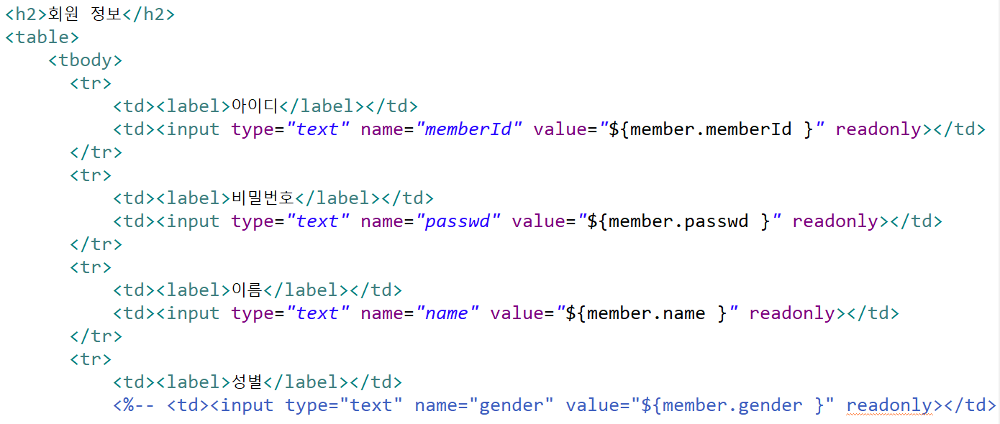 <h2>회원 정보</h2>
<table>
<tbody>
<tr>
<td><label>아이디</label></td>
<td><input type="text" name="memberId" value="${member.memberId }" readonly></td>
</tr>
<tr>
<td><label>비밀번호</label></td>
<td><input type="text" name="passwd" value="${member.passwd }" readonly></td>
</tr>
<tr>
<td><label>이름</label></td>
<td><input type="text" name="name" value="${member.name }" readonly></td>
</tr>
<tr>
<td><label>성별</label></td>
<%-- <td><input type="text" name="gender" value="${member.gender }" readonly></td>